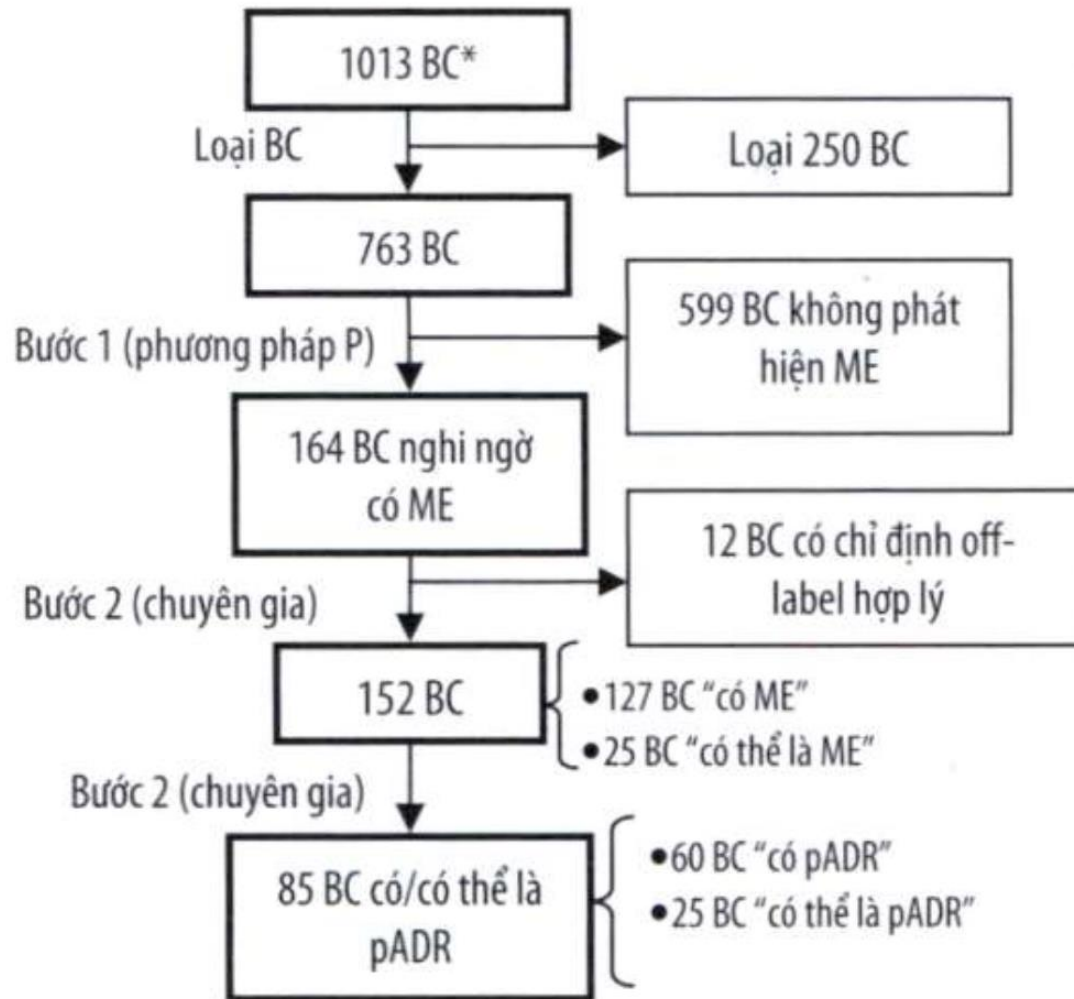 1013 BC*
Loại BC
Loại 250 BC
763 BC
Bước 1 (phương pháp P)
599 BC không phát
hiện ME
164 BC nghi ngờ
có ME
Bước 2 (chuyên gia)
12 BC có chỉ định off-
label hợp lý
152 BC
•127 BC “có ME”
•25 BC “có thể là ME”
Bước 2 (chuyên gia)
85 BC có/có thể là
pADR
•60 BC “có pADR”
•25 BC “có thể là pADR”